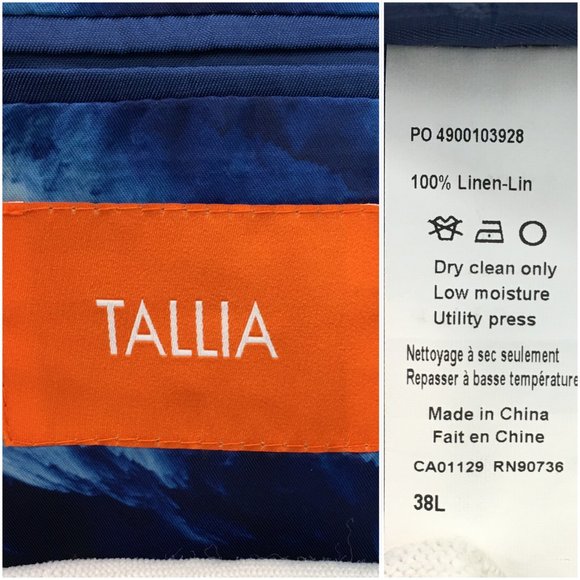 TALLIA
PO 4900103928
100% Linen-Lin
Dry clean only
Low moisture
Utility press
Nettoyage à sec seulement
Repasser à basse température
Made in China
Fait en Chine
CA01129 RN90736
38L